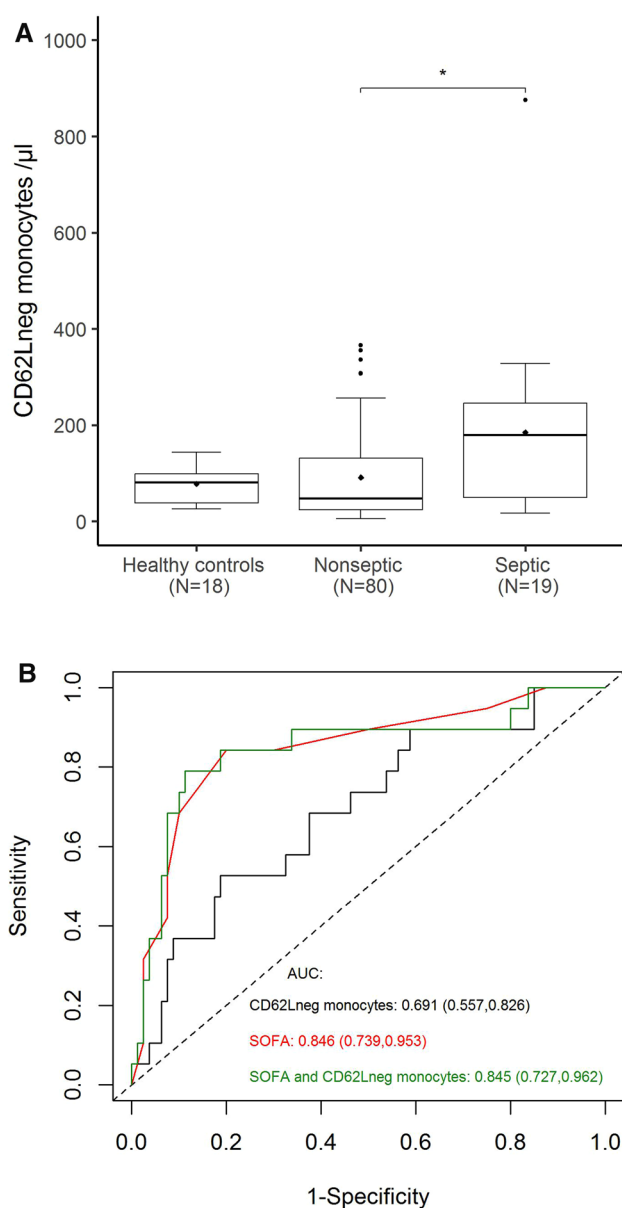 A
1000
800
600
400
200
0
CD62Lneg monocytes /µl
*
Healthy controls
(N=18)
Nonseptic
(N=80)
Septic
(N=19)
B
1.0
0.8
0.6
0.4
0.2
0.0
Sensitivity
AUC:
CD62Lneg monocytes: 0.691 (0.557,0.826)
SOFA: 0.846 (0.739,0.953)
SOFA and CD62Lneg monocytes: 0.845 (0.727,0.962)
0.0 0.2 0.4 0.6 0.8 1.0
1-Specificity